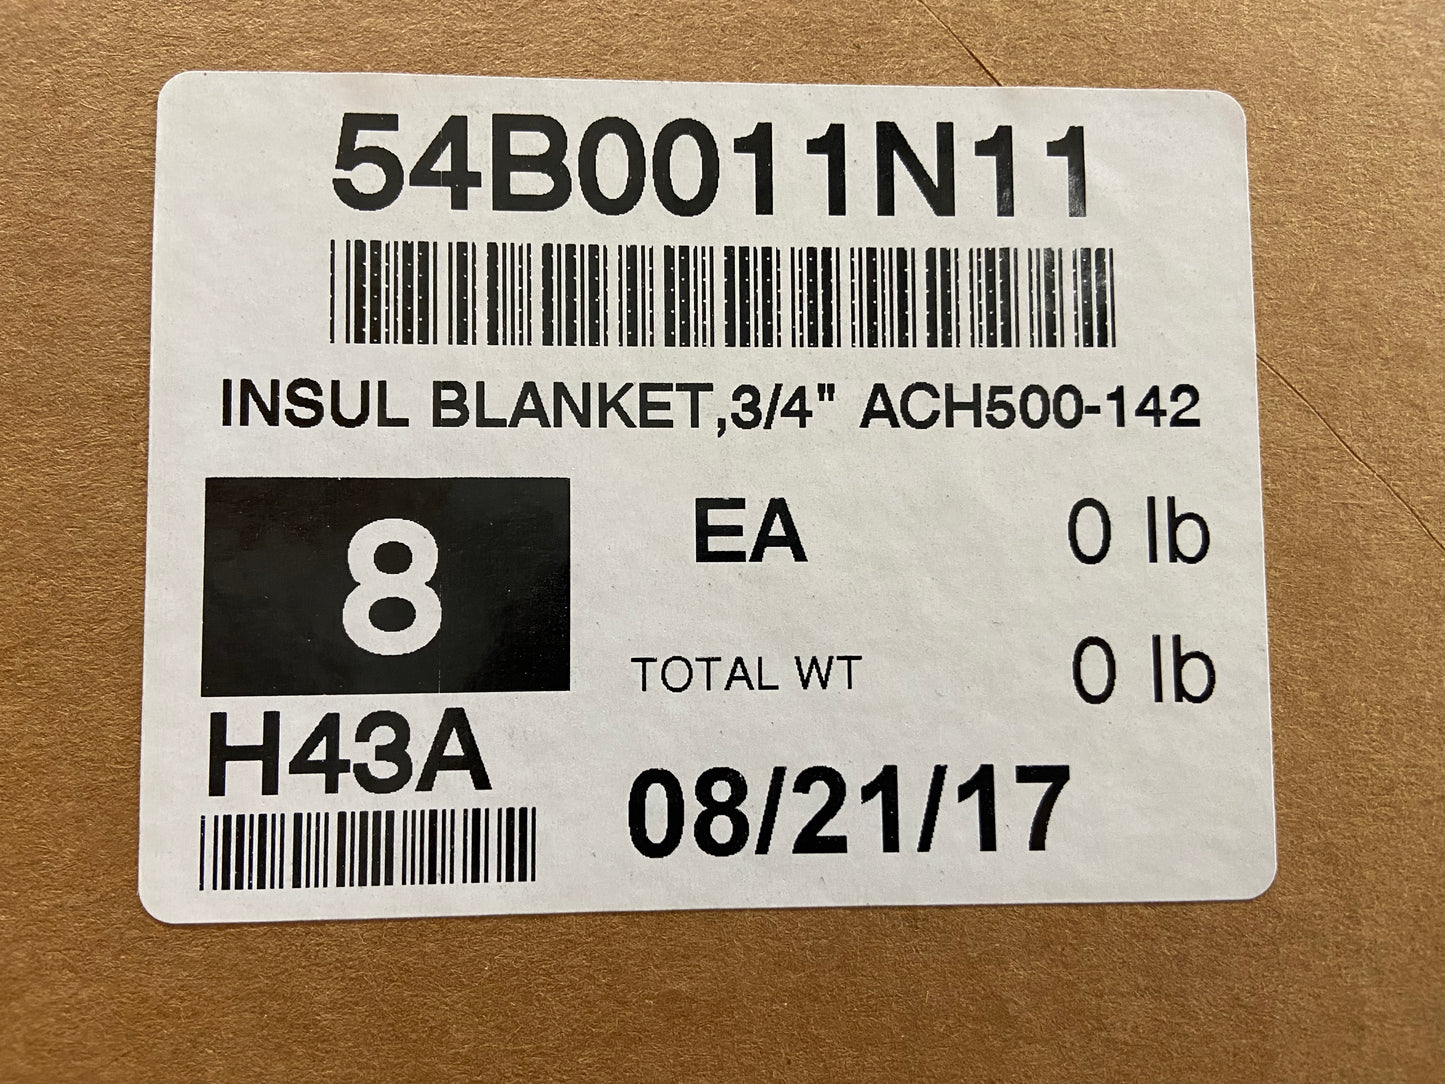 54B0011N11
INSUL BLANKET,3/4" ACH500-142
8
EA
0 lb
TOTAL WT
0 lb
H43A
08/21/17